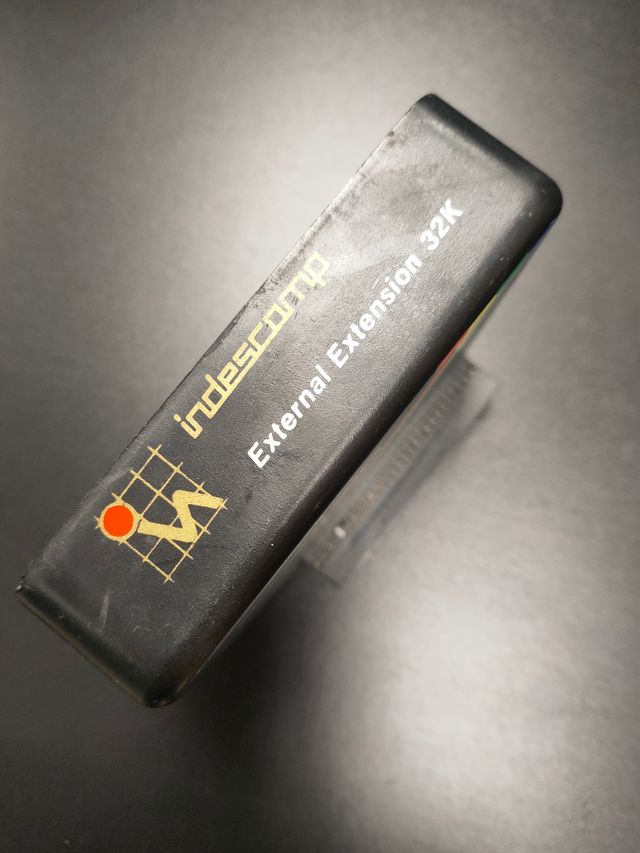 indescomp
External Extension 32K